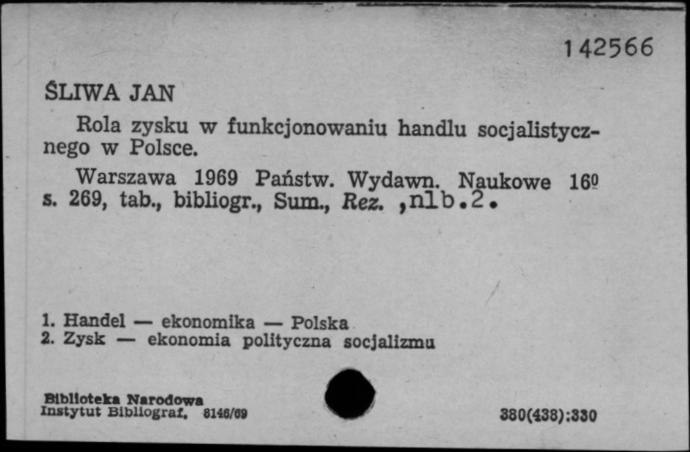 142566
ŚLIWA JAN
Rola zysku w funkcjonowaniu handlu socjalistycz-
nego w Polsce.
Warszawa 1969 Państw. Wydawn. Naukowe 16º
s. 269, tab., bibliogr., Sum., Rez. ,nlb.2.
1. Handel — ekonomika — Polska
2. Zysk — ekonomia polityczna socjalizmu
Biblioteka Narodowa
Instytut Bibliograf. 8146/69
380(438):330